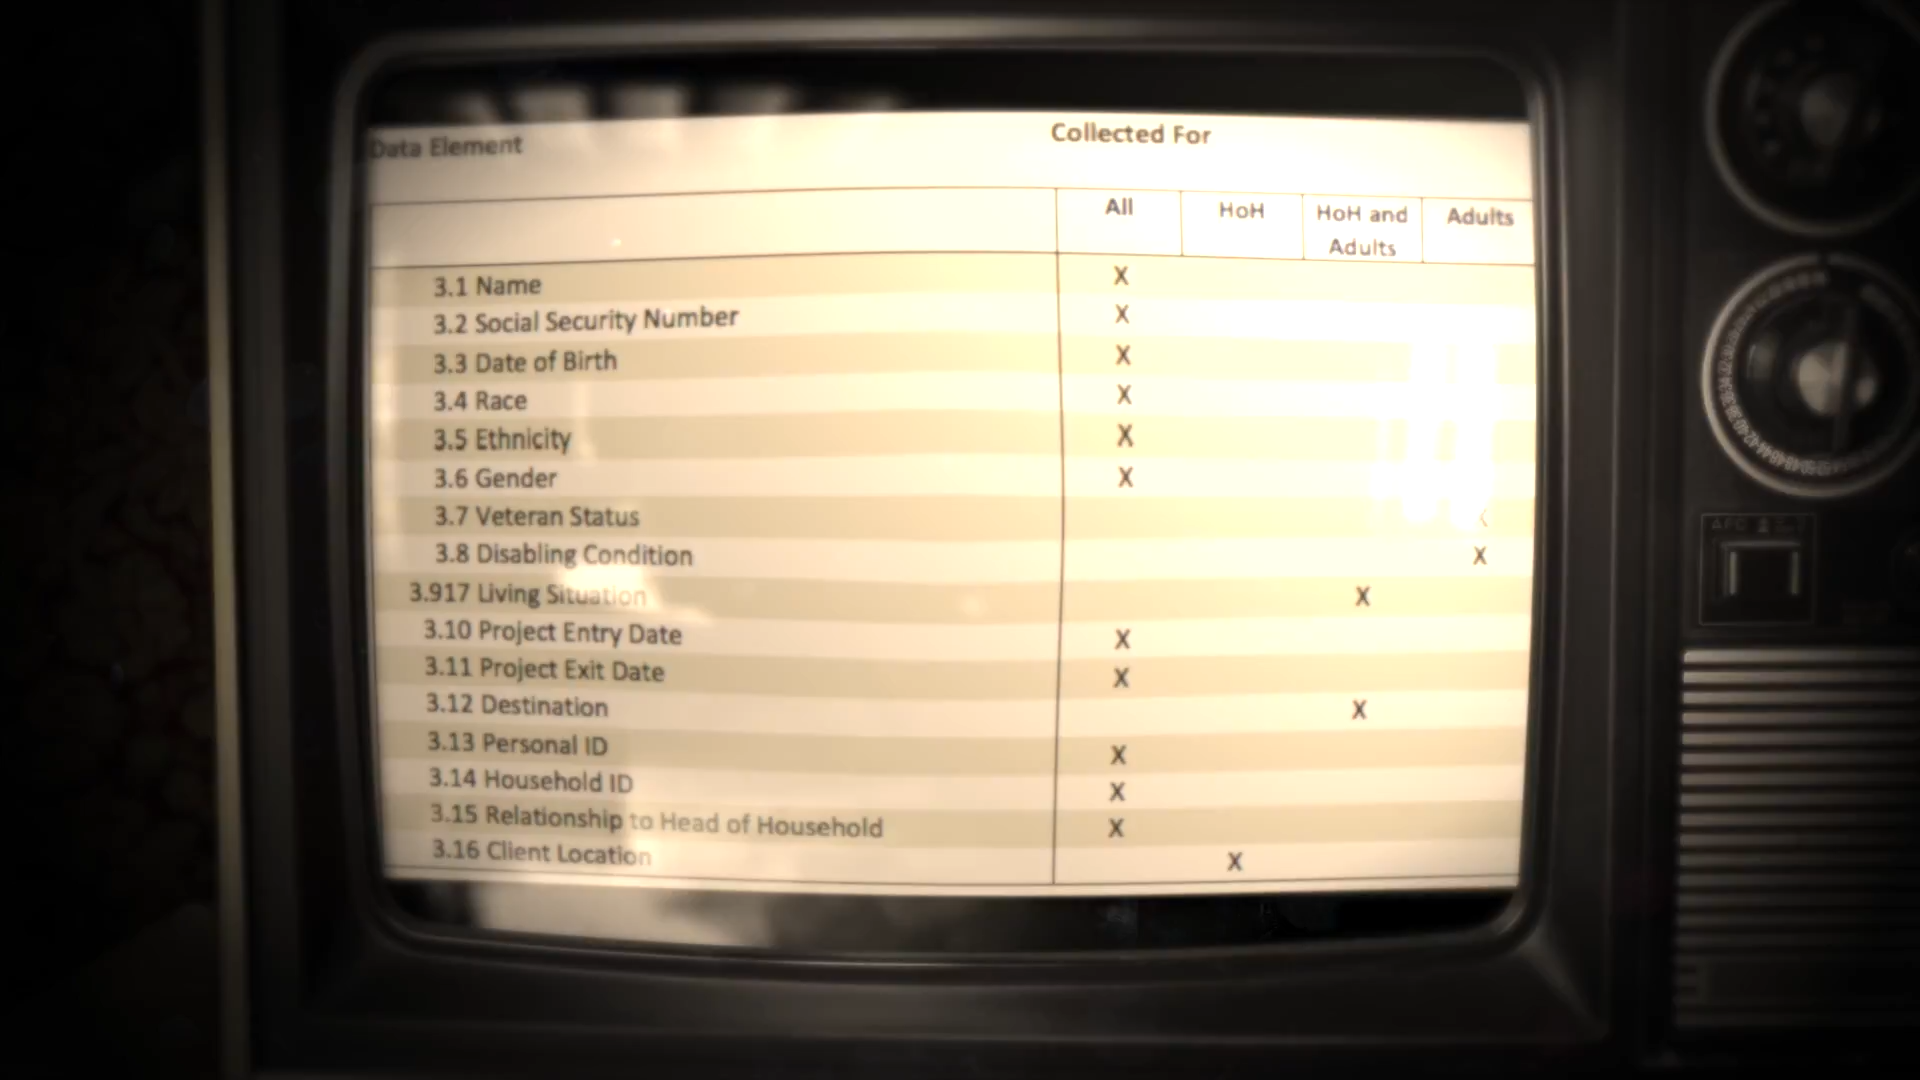 Data Element Collected For
All HoH HoH and Adults Adults
3.1 Name X
3.2 Social Security Number X
3.3 Date of Birth X
3.4 Race X
3.5 Ethnicity X
3.6 Gender X
3.7 Veteran Status
3.8 Disabling Condition X
3.917 Living Situation X
3.10 Project Entry Date X
3.11 Project Exit Date X
3.12 Destination X
3.13 Personal ID X
3.14 Household ID X
3.15 Relationship to Head of Household X
3.16 Client Location X